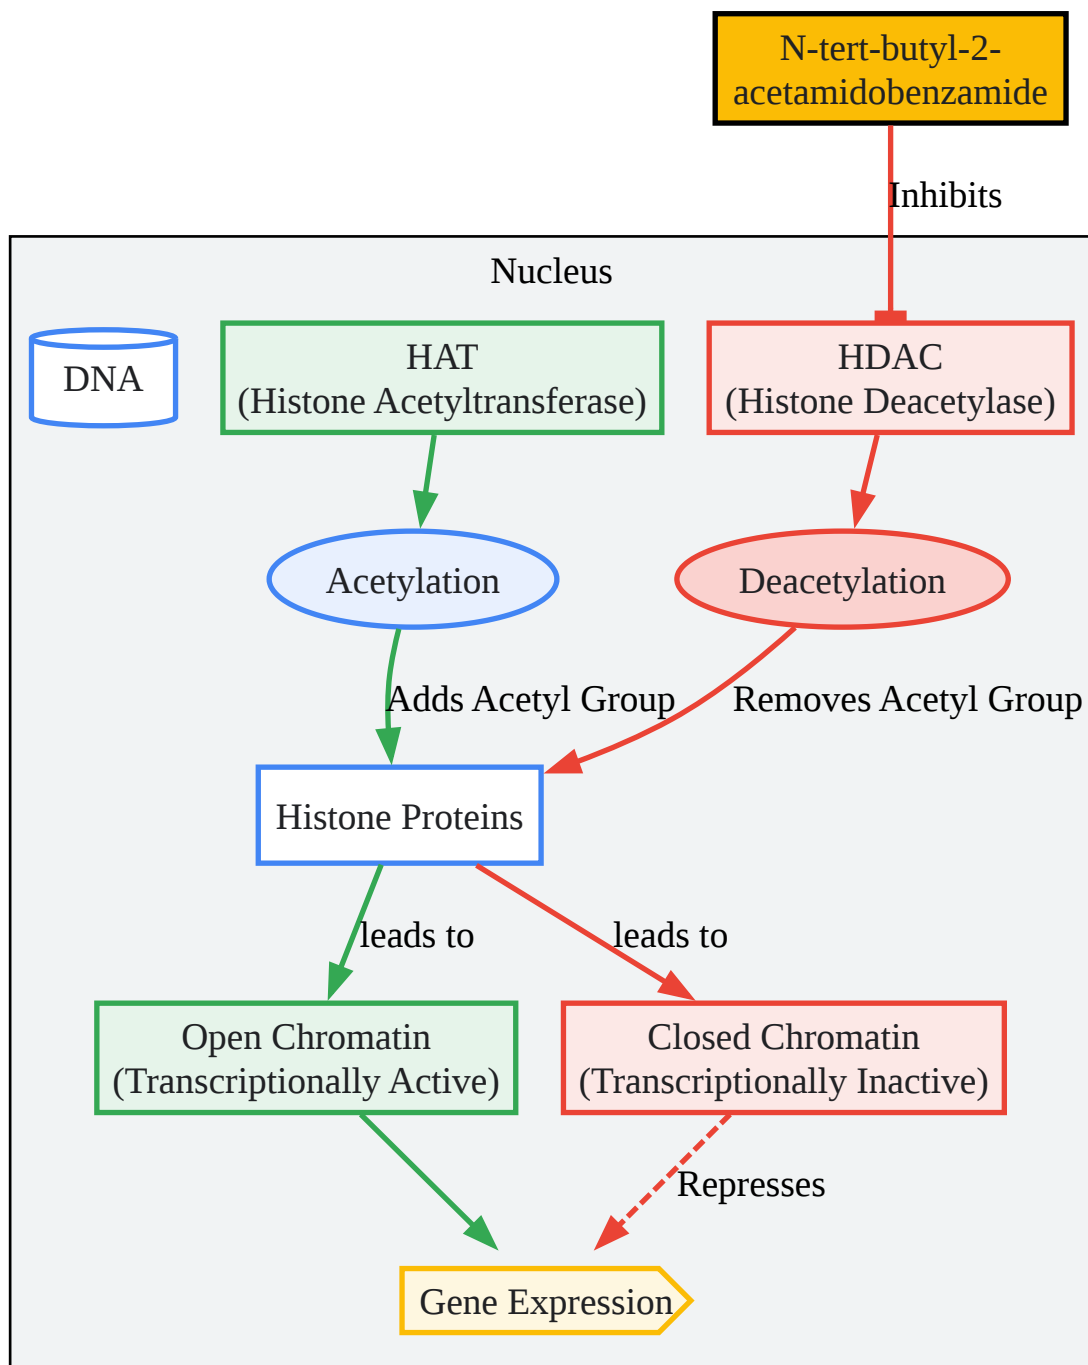 N-tert-butyl-2-
acetamidobenzamide
Inhibits
Nucleus
DNA
HAT
(Histone Acetyltransferase)
HDAC
(Histone Deacetylase)
Acetylation
Deacetylation
Adds Acetyl Group
Removes Acetyl Group
Histone Proteins
leads to
leads to
Open Chromatin
(Transcriptionally Active)
Closed Chromatin
(Transcriptionally Inactive)
Represses
Gene Expression